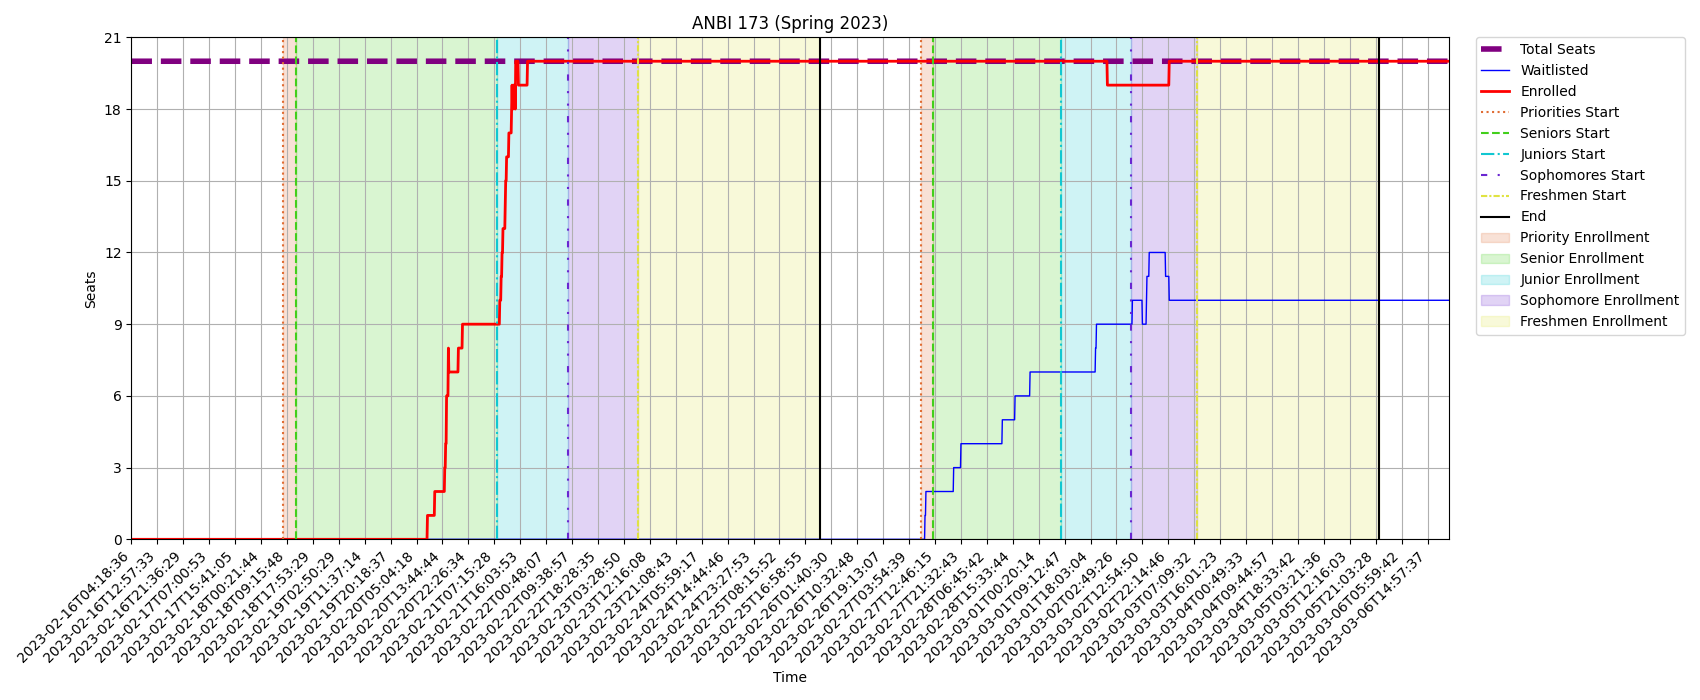 ANBI 173 (Spring 2023)
21
18
15
12
9
6
3
0
Seats
2023-02-16T04:18:36
2023-02-16T12:57:33
2023-02-16T21:36:29
2023-02-17T07:00:53
2023-02-17T15:41:05
2023-02-18T00:21:44
2023-02-18T09:15:48
2023-02-18T17:53:29
2023-02-19T02:50:29
2023-02-19T11:37:14
2023-02-19T20:18:37
2023-02-20T05:04:18
2023-02-20T13:44:44
2023-02-20T22:26:34
2023-02-21T07:15:28
2023-02-21T16:03:53
2023-02-22T00:48:07
2023-02-22T09:38:57
2023-02-22T18:28:35
2023-02-23T03:28:50
2023-02-23T12:16:08
2023-02-23T21:08:43
2023-02-24T05:59:17
2023-02-24T14:44:46
2023-02-24T23:27:53
2023-02-25T08:15:52
2023-02-25T16:58:55
2023-02-26T01:40:30
2023-02-26T10:32:48
2023-02-26T19:13:07
2023-02-27T03:54:39
2023-02-27T12:46:15
2023-02-27T21:32:43
2023-02-28T06:45:42
2023-02-28T15:33:44
2023-03-01T00:20:14
2023-03-01T09:12:47
2023-03-01T18:03:04
2023-03-02T02:49:26
2023-03-02T12:54:50
2023-03-02T22:14:46
2023-03-03T07:09:32
2023-03-03T16:01:23
2023-03-04T00:49:33
2023-03-04T09:44:57
2023-03-04T18:33:42
2023-03-05T03:21:36
2023-03-05T12:16:03
2023-03-05T21:03:28
2023-03-06T05:59:42
2023-03-06T14:57:37
Time
Total Seats
Waitlisted
Enrolled
Priorities Start
Seniors Start
Juniors Start
Sophomores Start
Freshmen Start
End
Priority Enrollment
Senior Enrollment
Junior Enrollment
Sophomore Enrollment
Freshmen Enrollment